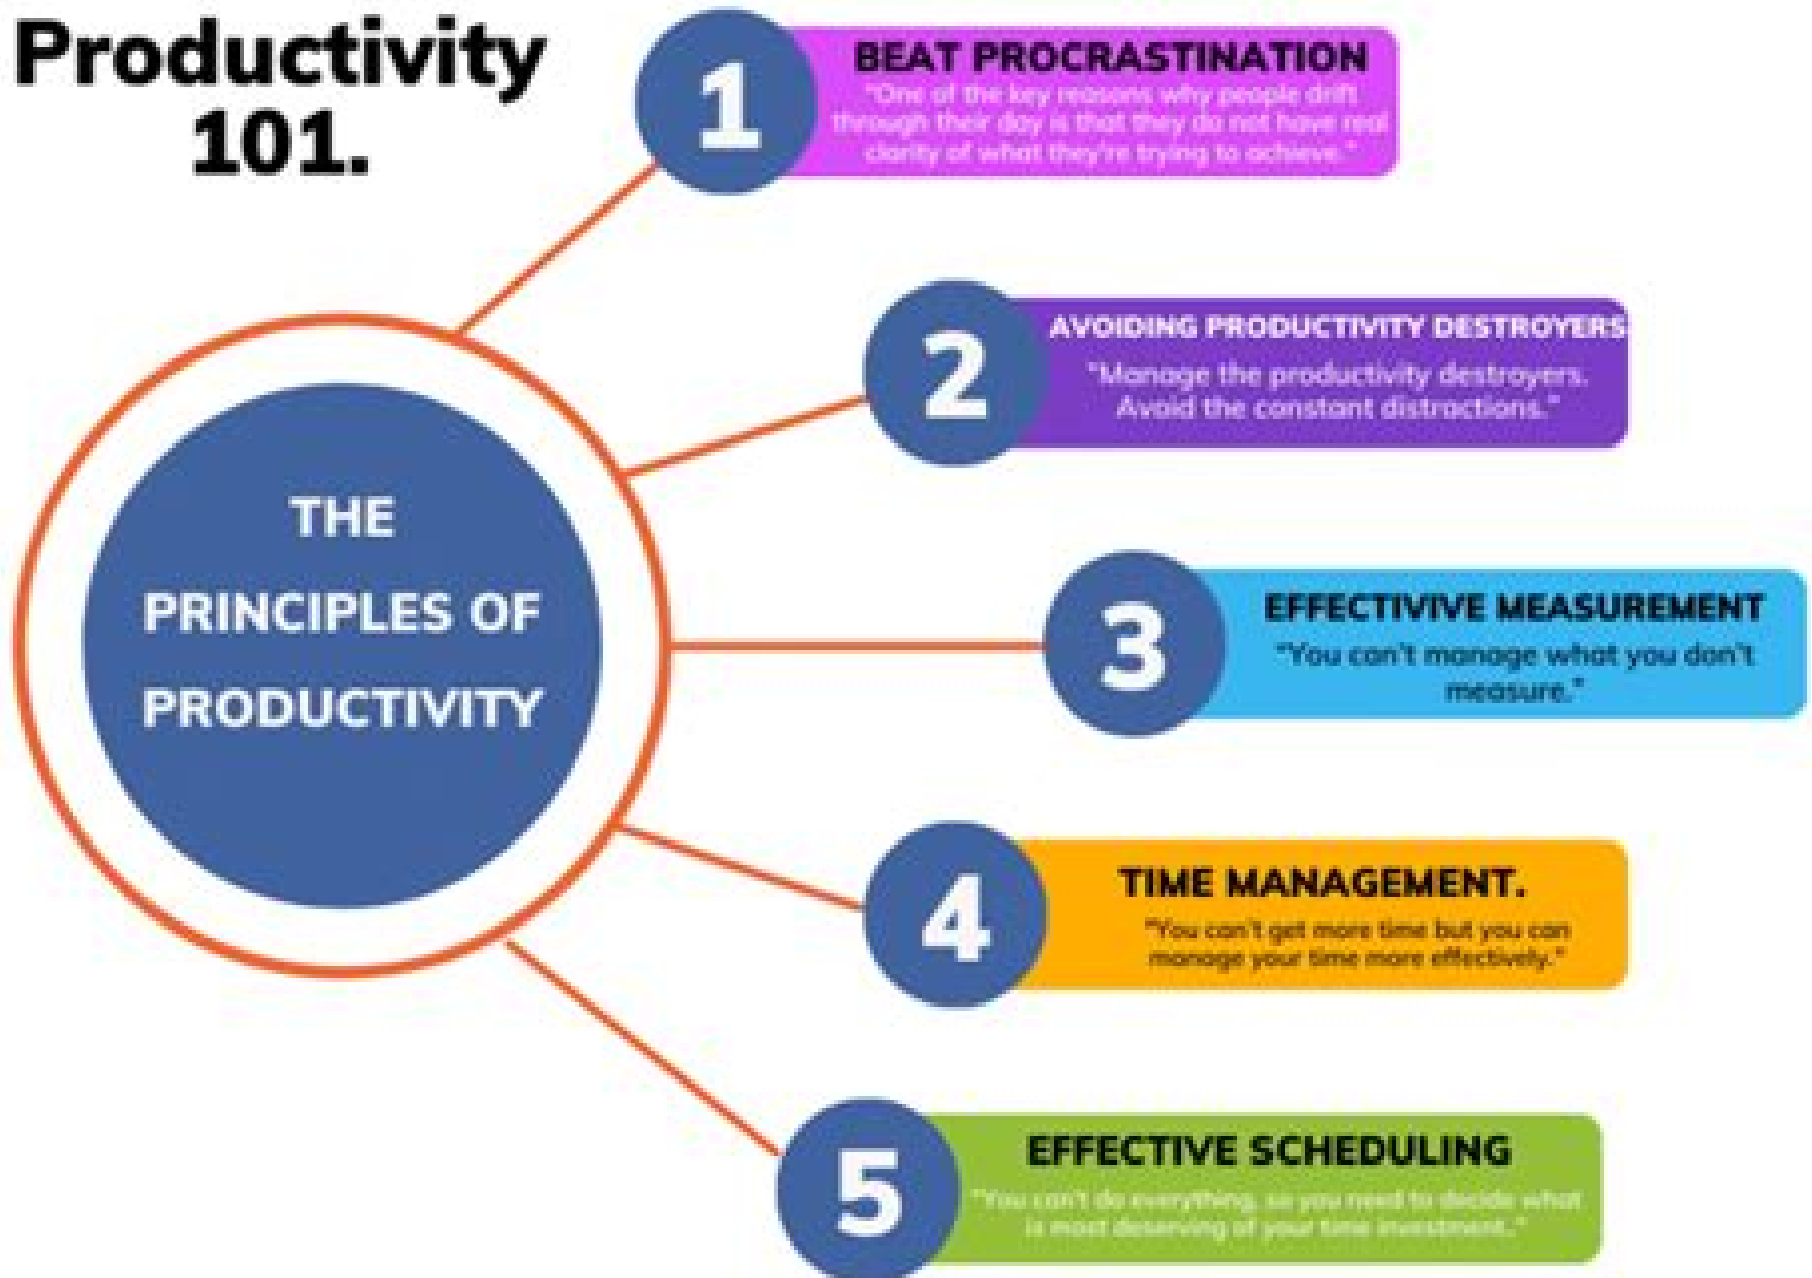 Productivity
101.
1
BEAT PROCRASTINATION
"One of the key reasons why people drift
through their day is that they do not have real
clarity of what they're trying to achieve."
2
AVOIDING PRODUCTIVITY DESTROYERS.
"Manage the productivity destroyers.
Avoid the constant distractions."
THE
PRINCIPLES OF
PRODUCTIVITY
3
EFFECTIVIVE MEASUREMENT
"You can't manage what you don't
measure."
4
TIME MANAGEMENT.
"You can't get more time but you can
manage your time more effectively."
5
EFFECTIVE SCHEDULING
"You can't do everything, so you need to decide what
is most deserving of your time investment."